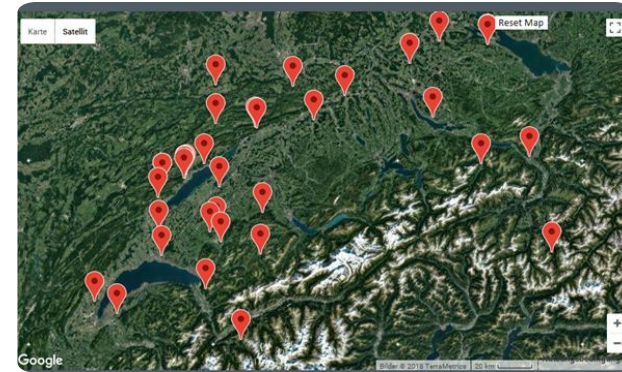 Karte Satellit
Reset Map
+
−
Google
Bilder © 2018 TerraMetrics 20 km